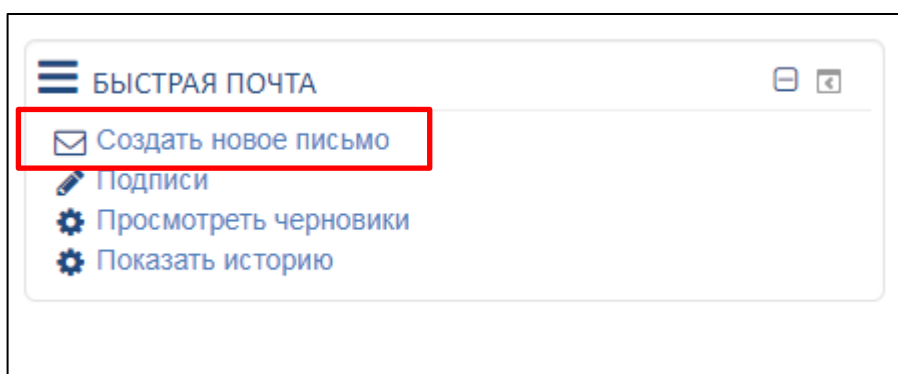 БЫСТРАЯ ПОЧТА
Создать новое письмо
Подписи
Просмотреть черновики
Показать историю